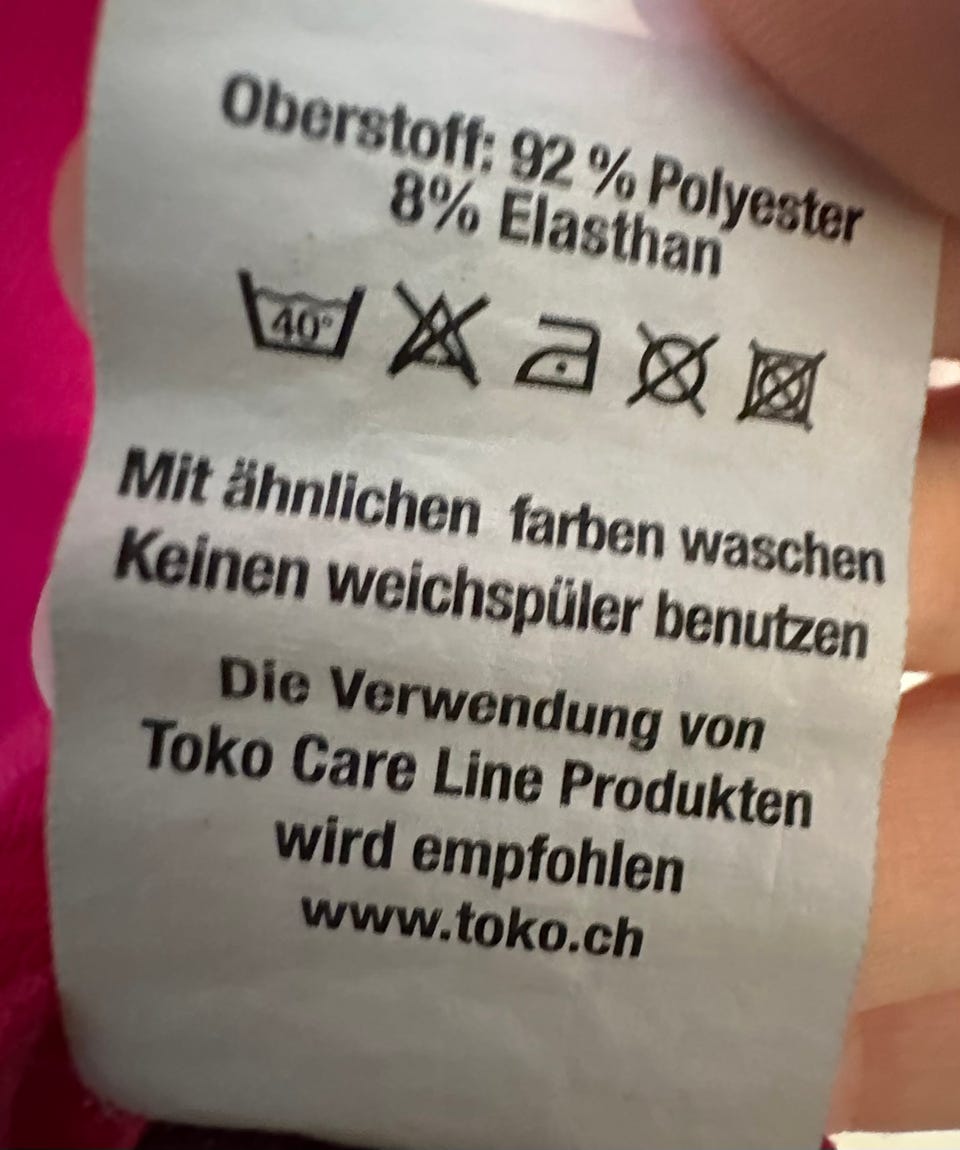 Oberstoff: 92 % Polyester
8% Elasthan
40°
Mit ähnlichen farben waschen
Keinen weichspüler benutzen
Die Verwendung von
Toko Care Line Produkten
wird empfohlen
www.toko.ch